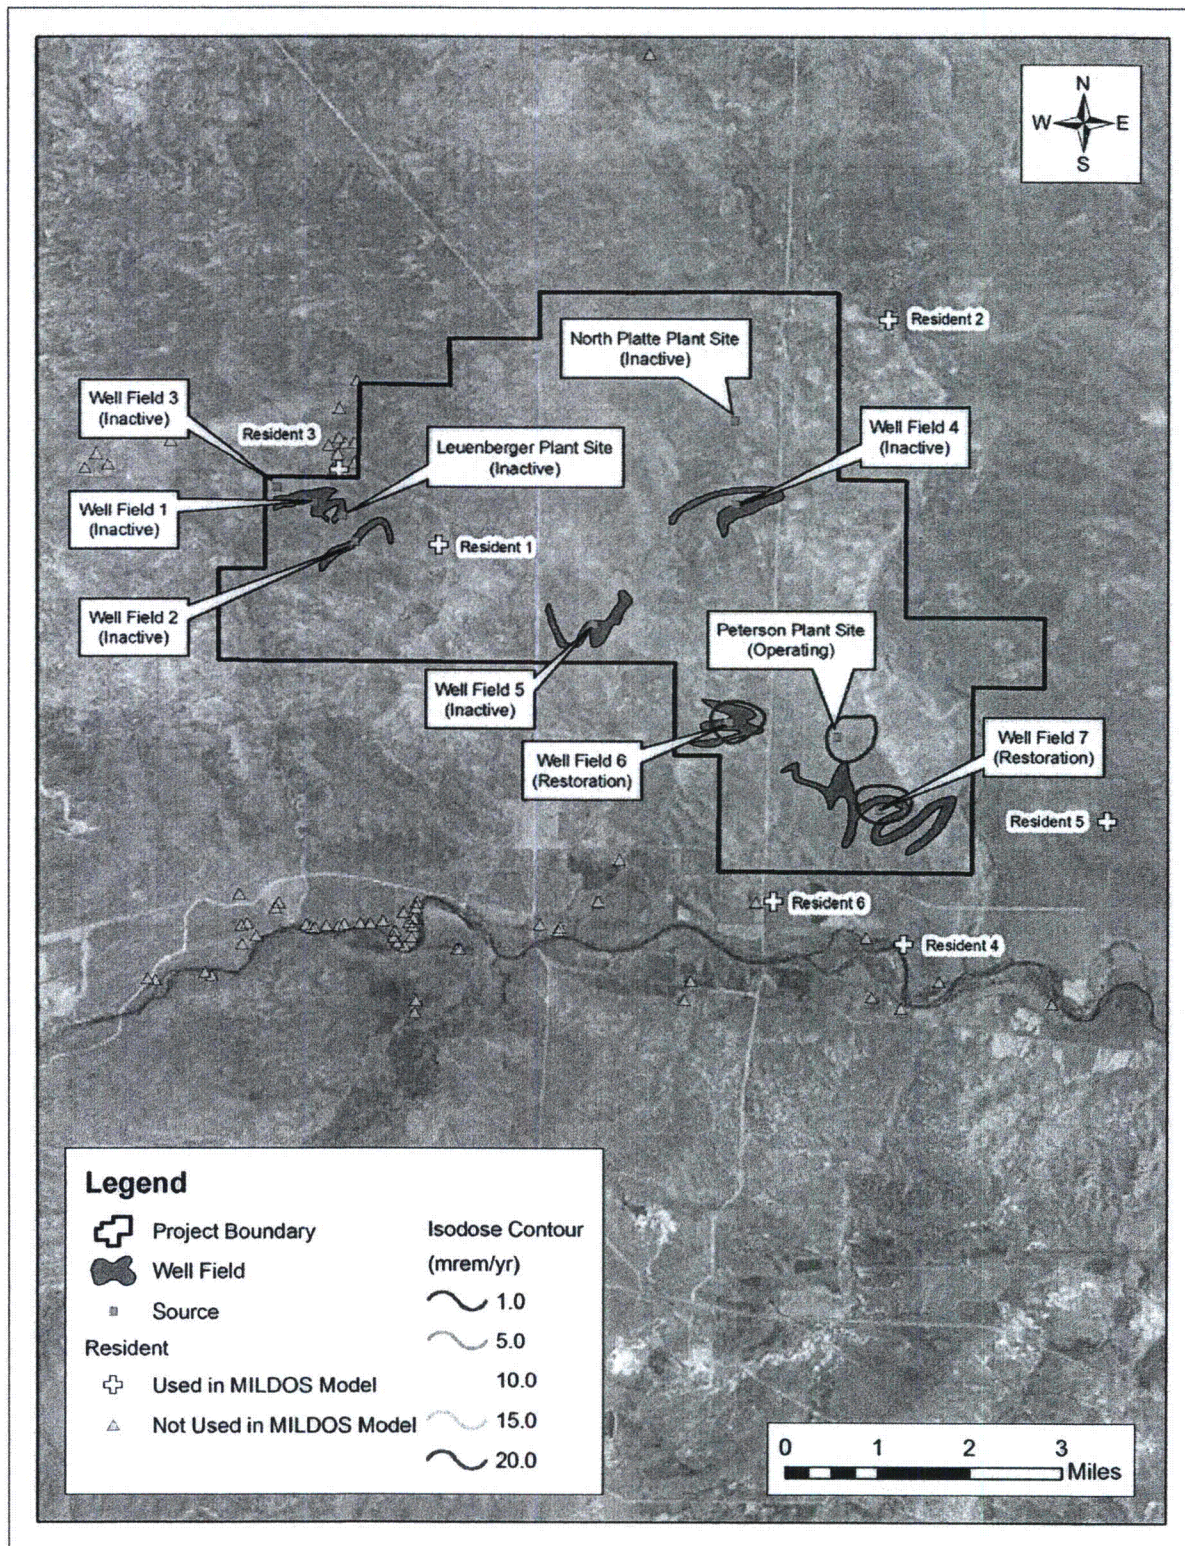 N
W E
S
Resident 2
North Platte Plant Site
(Inactive)
Well Field 3
(Inactive)
Resident 3
Well Field 4
(Inactive)
Leuenberger Plant Site
(Inactive)
Well Field 1
(Inactive)
Resident 1
Well Field 2
(Inactive)
Peterson Plant Site
(Operating)
Well Field 5
(Inactive)
Well Field 6
(Restoration)
Well Field 7
(Restoration)
Resident 5
Resident 6
Resident 4
Legend
Project Boundary
Well Field
Source
Resident
Used in MILDOS Model
Not Used in MILDOS Model
Isodose Contour
(mrem/yr)
1.0
5.0
10.0
15.0
20.0
0 1 2 3
Miles